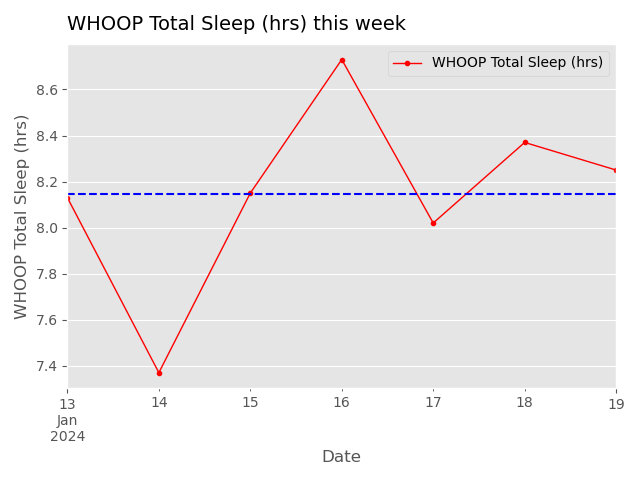 WHOOP Total Sleep (hrs) this week
WHOOP Total Sleep (hrs)
WHOOP Total Sleep (hrs)
8.6
8.4
8.2
8.0
7.8
7.6
7.4
13 14 15 16 17 18 19
Jan
2024
Date